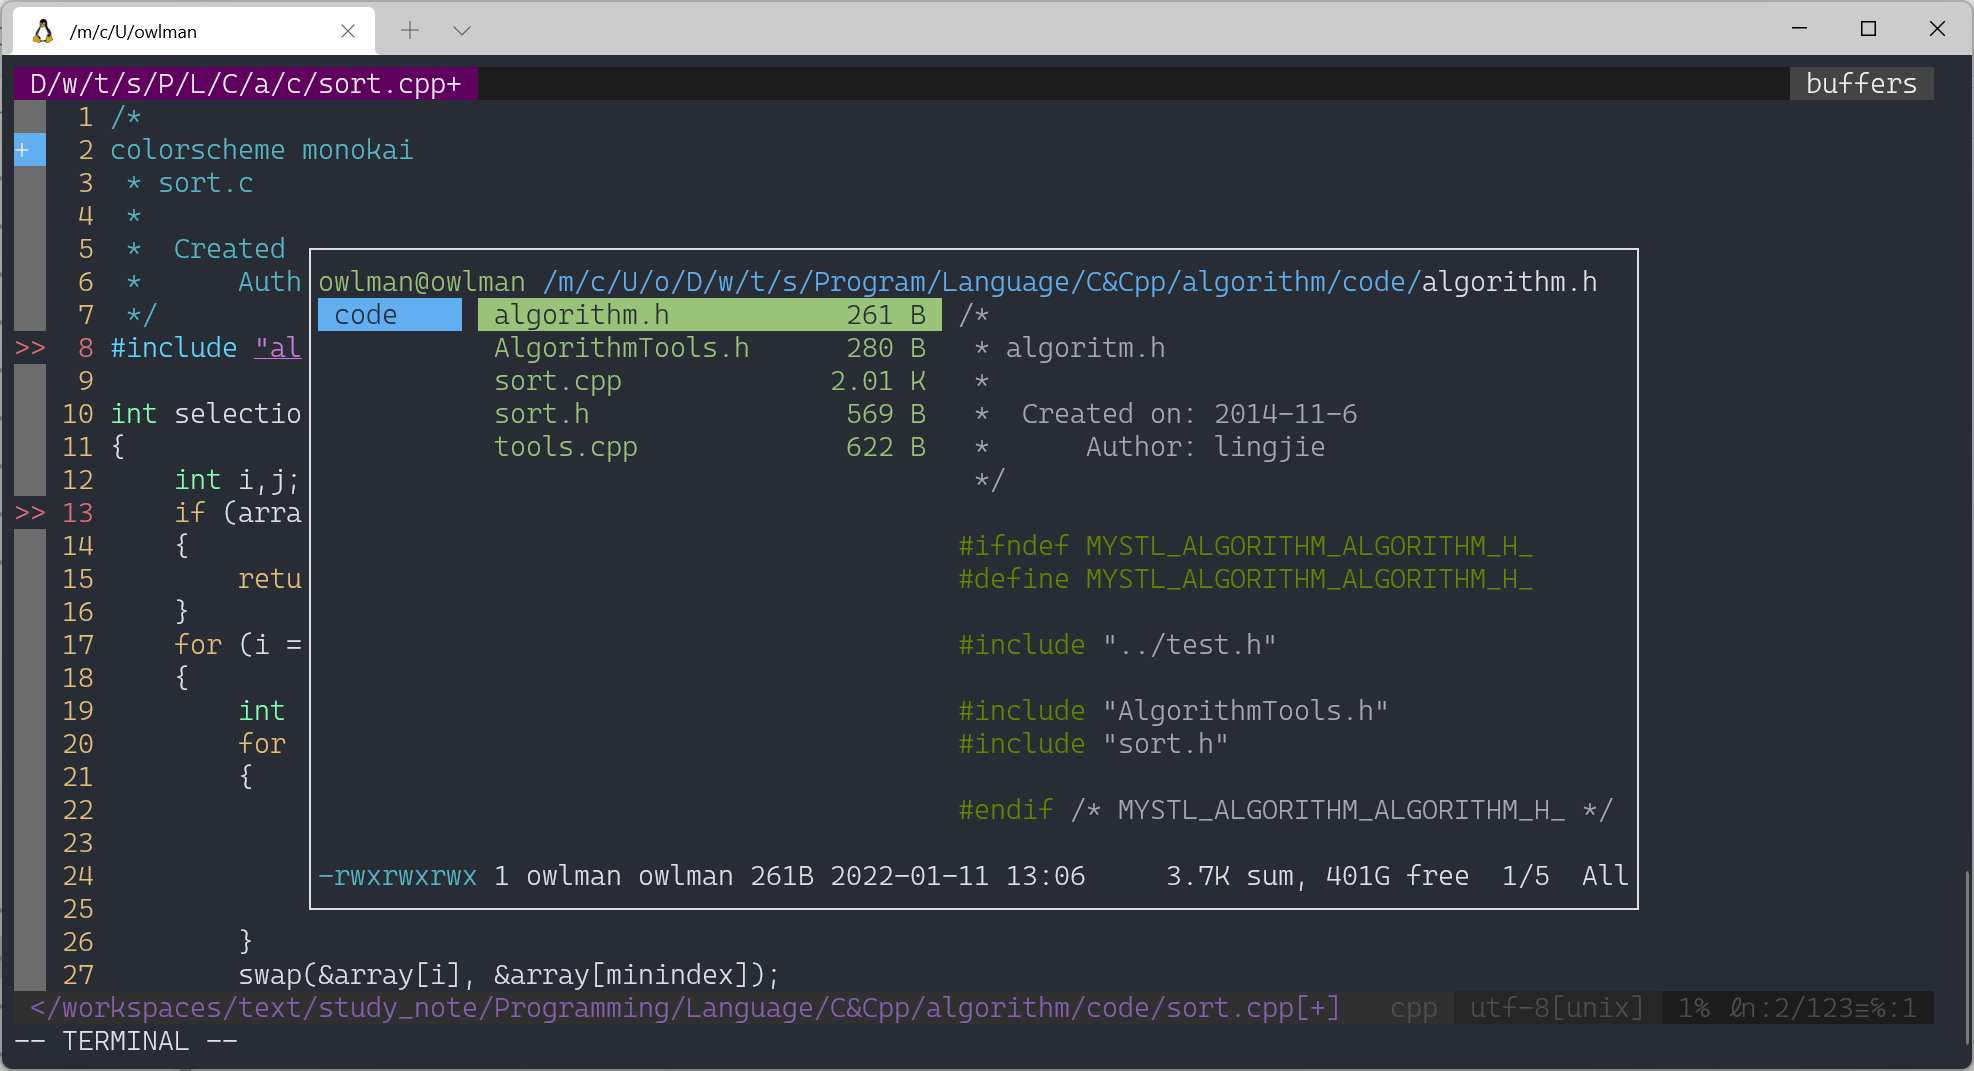 /m/c/U/owlman
D/w/t/s/P/L/C/a/c/sort.cpp+ buffers
1 /*
+ 2 colorscheme monokai
3  * sort.c
4  *
5  *  Created
6  *      Auth
7  */
>> 8 #include "al
9
10 int selectio
11 {
12     int i,j;
>> 13     if (arra
14     {
15         retu
16     }
17     for (i =
18     {
19         int
20         for
21         {
22
23
24
25
26         }
27         swap(&array[i], &array[minindex]);
owlman@owlman /m/c/U/o/D/w/t/s/Program/Language/C&Cpp/algorithm/code/algorithm.h
code
algorithm.h 261 B
AlgorithmTools.h 280 B
sort.cpp 2.01 K
sort.h 569 B
tools.cpp 622 B
/*
 * algoritm.h
 *
 *  Created on: 2014-11-6
 *      Author: lingjie
 */
#ifndef MYSTL_ALGORITHM_ALGORITHM_H_
#define MYSTL_ALGORITHM_ALGORITHM_H_
#include "../test.h"
#include "AlgorithmTools.h"
#include "sort.h"
#endif /* MYSTL_ALGORITHM_ALGORITHM_H_ */
-rwxrwxrwx 1 owlman owlman 261B 2022-01-11 13:06     3.7K sum, 401G free  1/5  All
</workspaces/text/study_note/Programming/Language/C&Cpp/algorithm/code/sort.cpp[+]   cpp  utf-8[unix]  1% ℓn:2/123≡℅:1
-- TERMINAL --